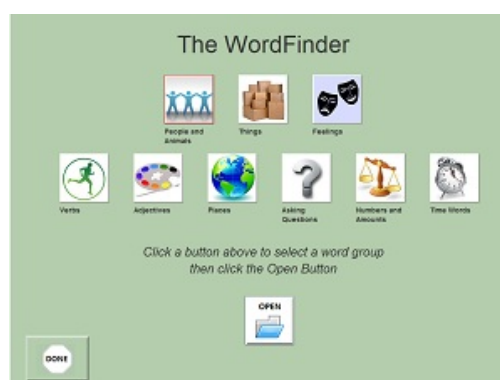 The WordFinder
People and
Animals
Things
Feelings
Verbs
Adjectives
Places
Asking
Questions
Numbers and
Amounts
Time Words
Click a button above to select a word group
then click the Open Button
OPEN
DONE